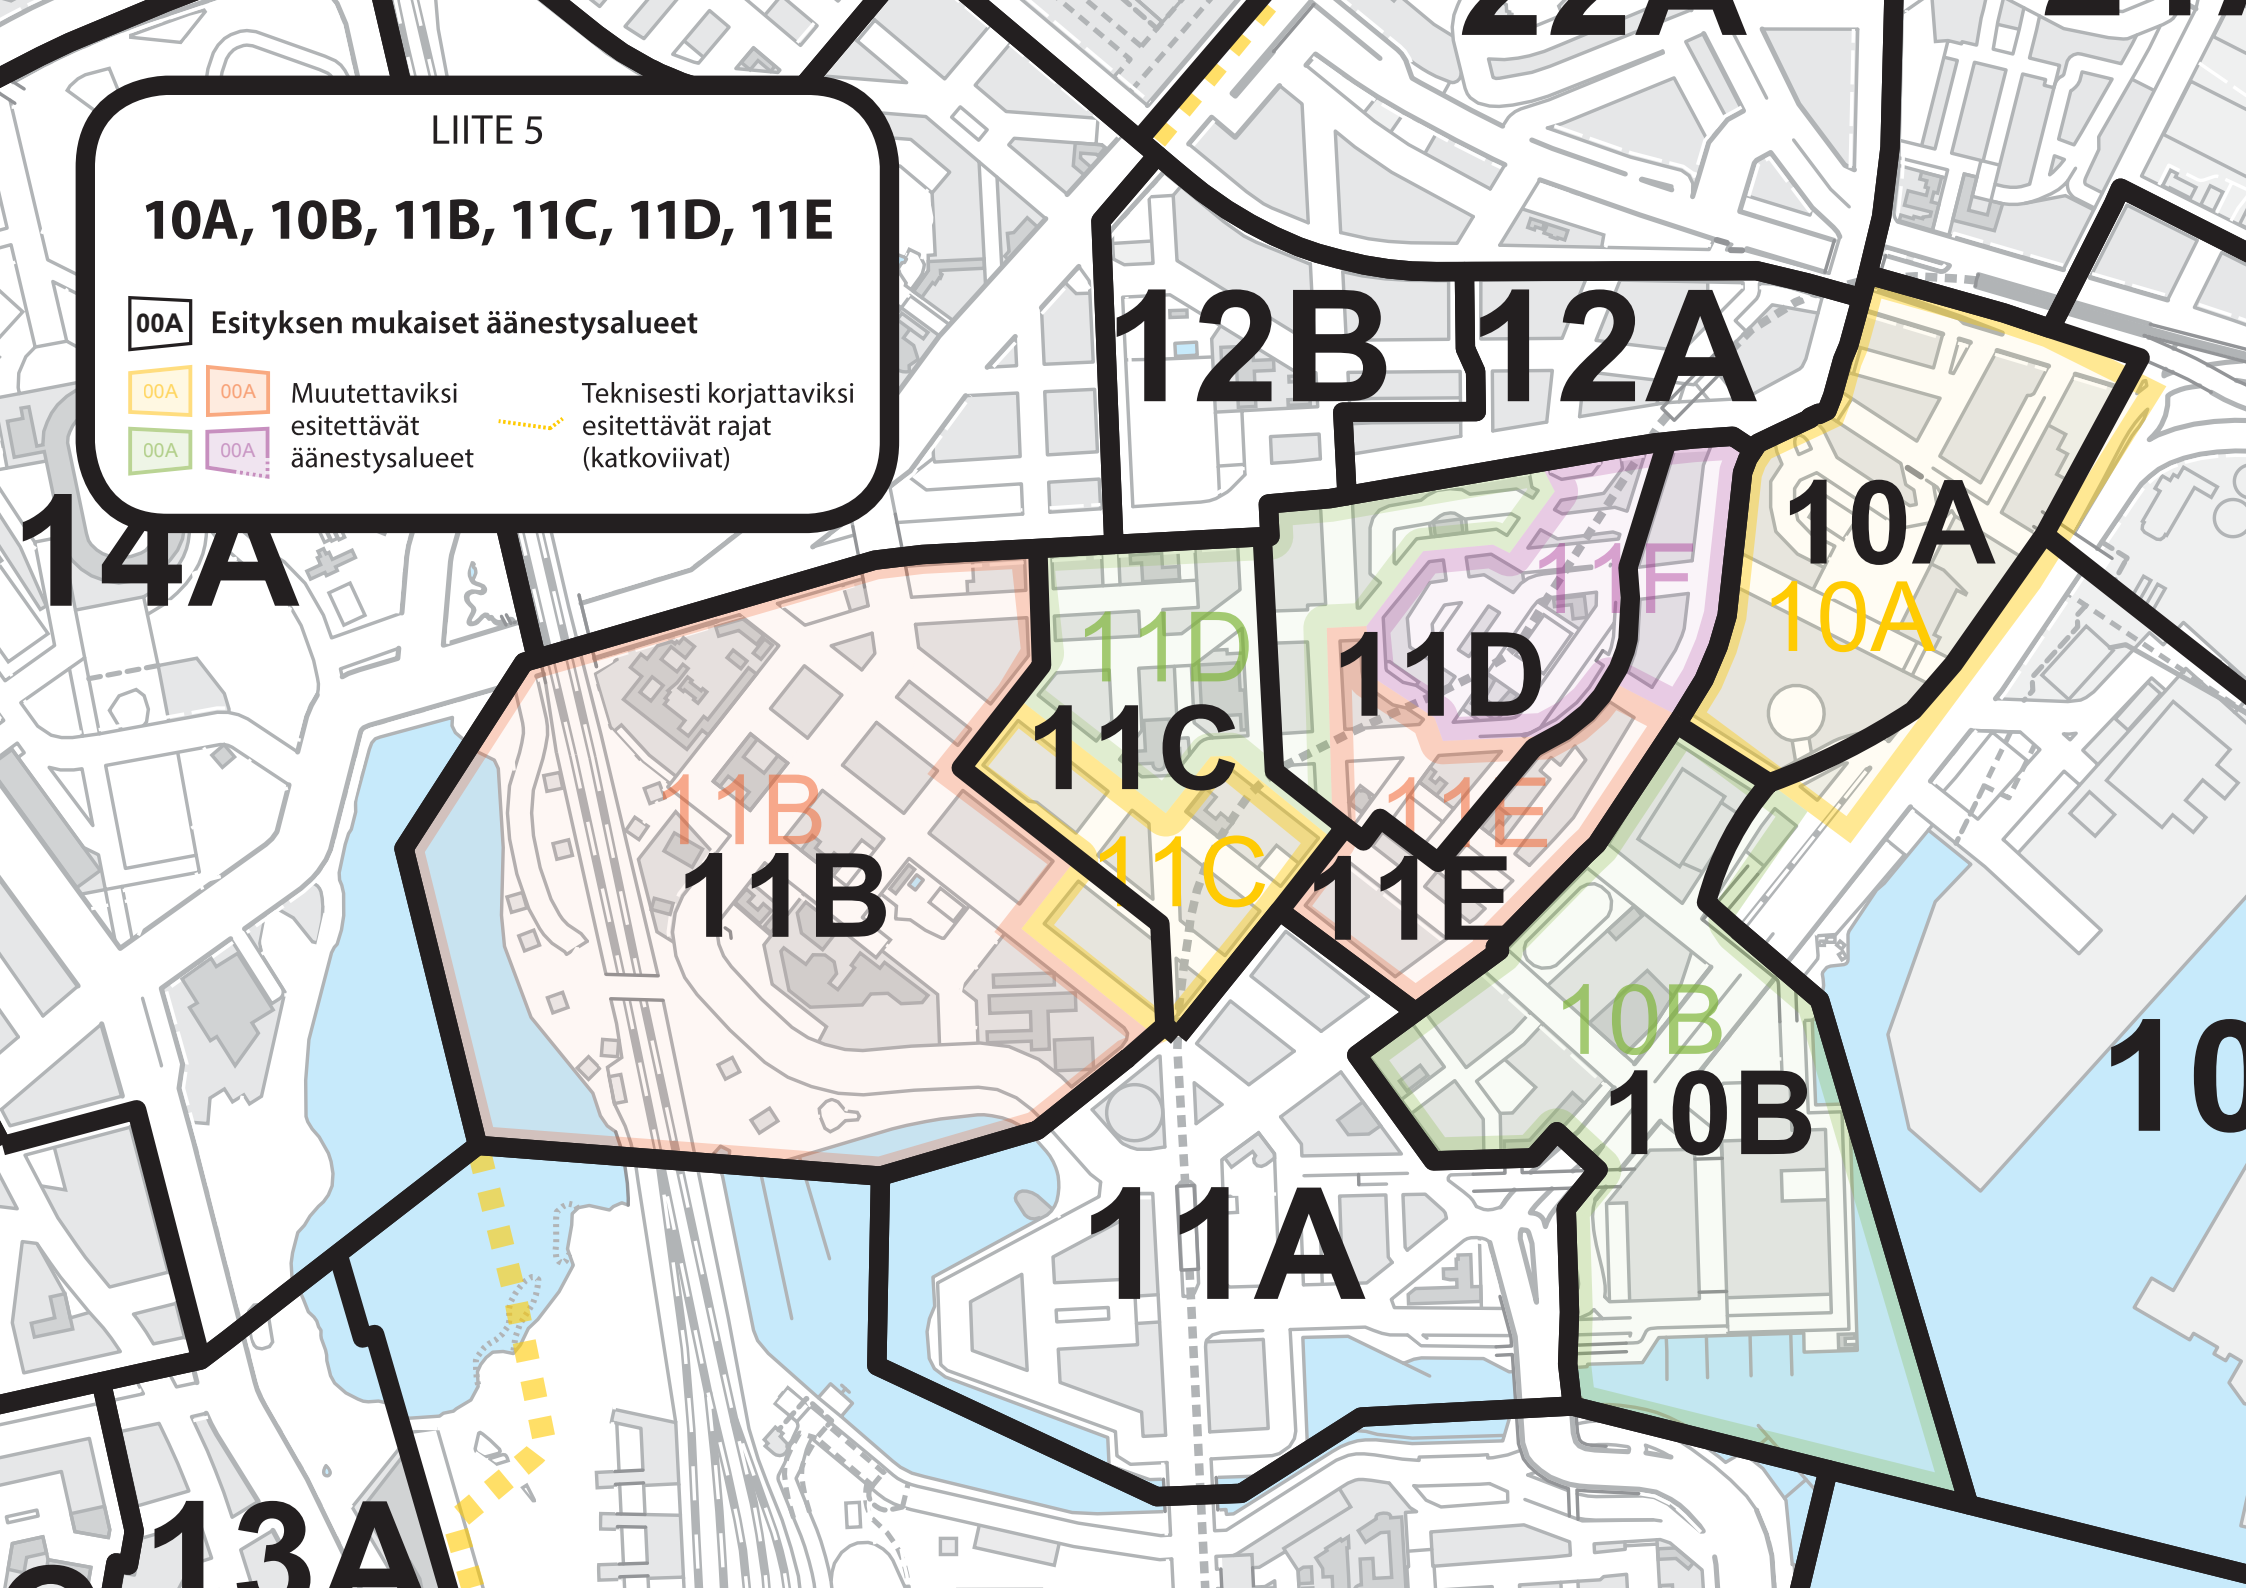 22A
LIITE 5
10A, 10B, 11B, 11C, 11D, 11E
00A Esityksen mukaiset äänestysalueet
00A 00A
00A 00A
Muutettaviksi
esitettävät
äänestysalueet
Teknisesti korjattaviksi
esitettävät rajat
(katkoviivat)
12B
12A
14A
10A
10A
11F
11D
11D
11C
11C
11B
11B
11E
11E
10B
10B
10
11A
13A